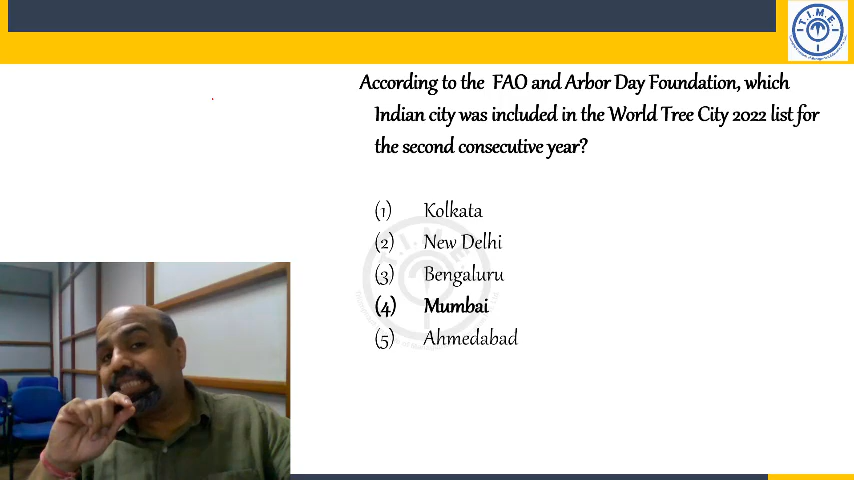 T.I.M.E.
According to the FAO and Arbor Day Foundation, which
Indian city was included in the World Tree City 2022 list for
the second consecutive year?
(1) Kolkata
(2) New Delhi
(3) Bengaluru
(4) Mumbai
(5) Ahmedabad